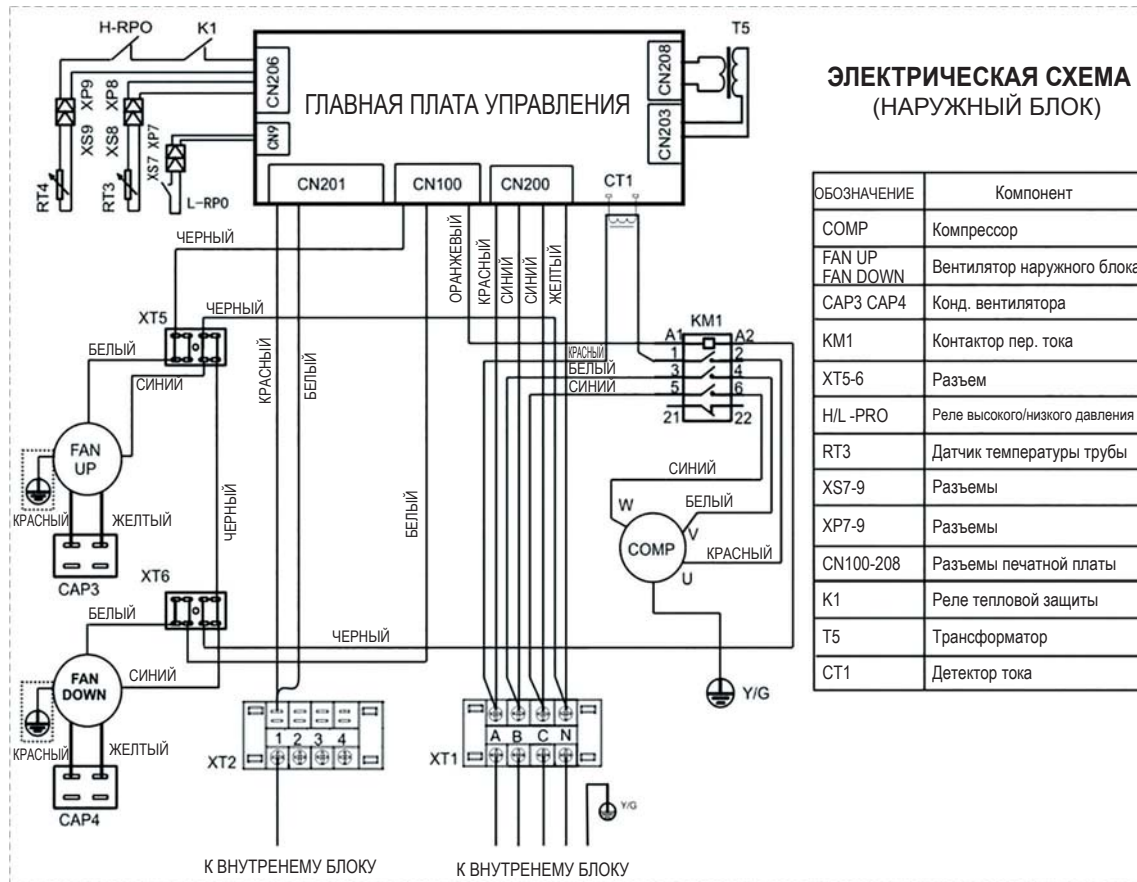 H-RPO
K1
T5
CN206
CN208
ЭЛЕКТРИЧЕСКАЯ СХЕМА
(НАРУЖНЫЙ БЛОК)
XP9
XP8
ГЛАВНАЯ ПЛАТА УПРАВЛЕНИЯ
XS9
XS8
XS7 XP7
CN9
CN203
RT4
RT3
L-RPO
CN201
CN100
CN200
CT1
ОБОЗНАЧЕНИЕ Компонент
COMP Компрессор
FAN UP
FAN DOWN Вентилятор наружного блока
CAP3 CAP4 Конд. вентилятора
KM1 Контактор пер. тока
XT5-6 Разъем
H/L -PRO Реле высокого/низкого давления
RT3 Датчик температуры трубы
XS7-9 Разъемы
XP7-9 Разъемы
CN100-208 Разъемы печатной платы
K1 Реле тепловой защиты
T5 Трансформатор
CT1 Детектор тока
ЧЕРНЫЙ
ОРАНЖЕВЫЙ
КРАСНЫЙ
СИНИЙ
СИНИЙ
ЖЕЛТЫЙ
XT5
ЧЕРНЫЙ
БЕЛЫЙ
СИНИЙ
КРАСНЫЙ
БЕЛЫЙ
KM1
A1 A2
КРАСНЫЙ 1 2
БЕЛЫЙ 3 4
СИНИЙ 5 6
21 22
FAN
UP
КРАСНЫЙ
ЖЕЛТЫЙ
CAP3
ЧЕРНЫЙ
БЕЛЫЙ
СИНИЙ
W
БЕЛЫЙ
V
COMP
КРАСНЫЙ
U
XT6
БЕЛЫЙ
ЧЕРНЫЙ
FAN
DOWN
СИНИЙ
КРАСНЫЙ
ЖЕЛТЫЙ
CAP4
Y/G
XT2
1 2 3 4
XT1
A B C N
Y/G
К ВНУТРЕНЕМУ БЛОКУ
К ВНУТРЕНЕМУ БЛОКУ